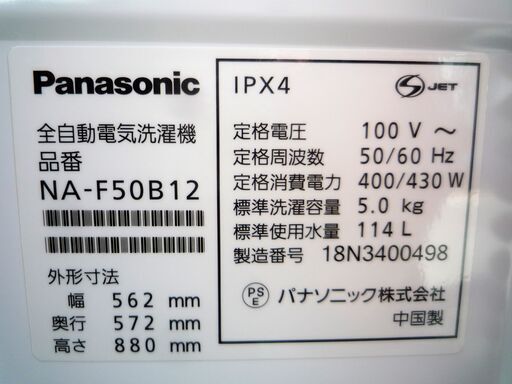 Panasonic
全自動電気洗濯機
品番
NA-F50B12
外形寸法
幅 562 mm
奥行 572 mm
高さ 880 mm
IPX4
S JET
定格電圧 100 V ～
定格周波数 50/60 Hz
定格消費電力 400/430 W
標準洗濯容量 5.0 kg
標準使用水量 114 L
製造番号 18N3400498
PS
E
パナソニック株式会社
中国製